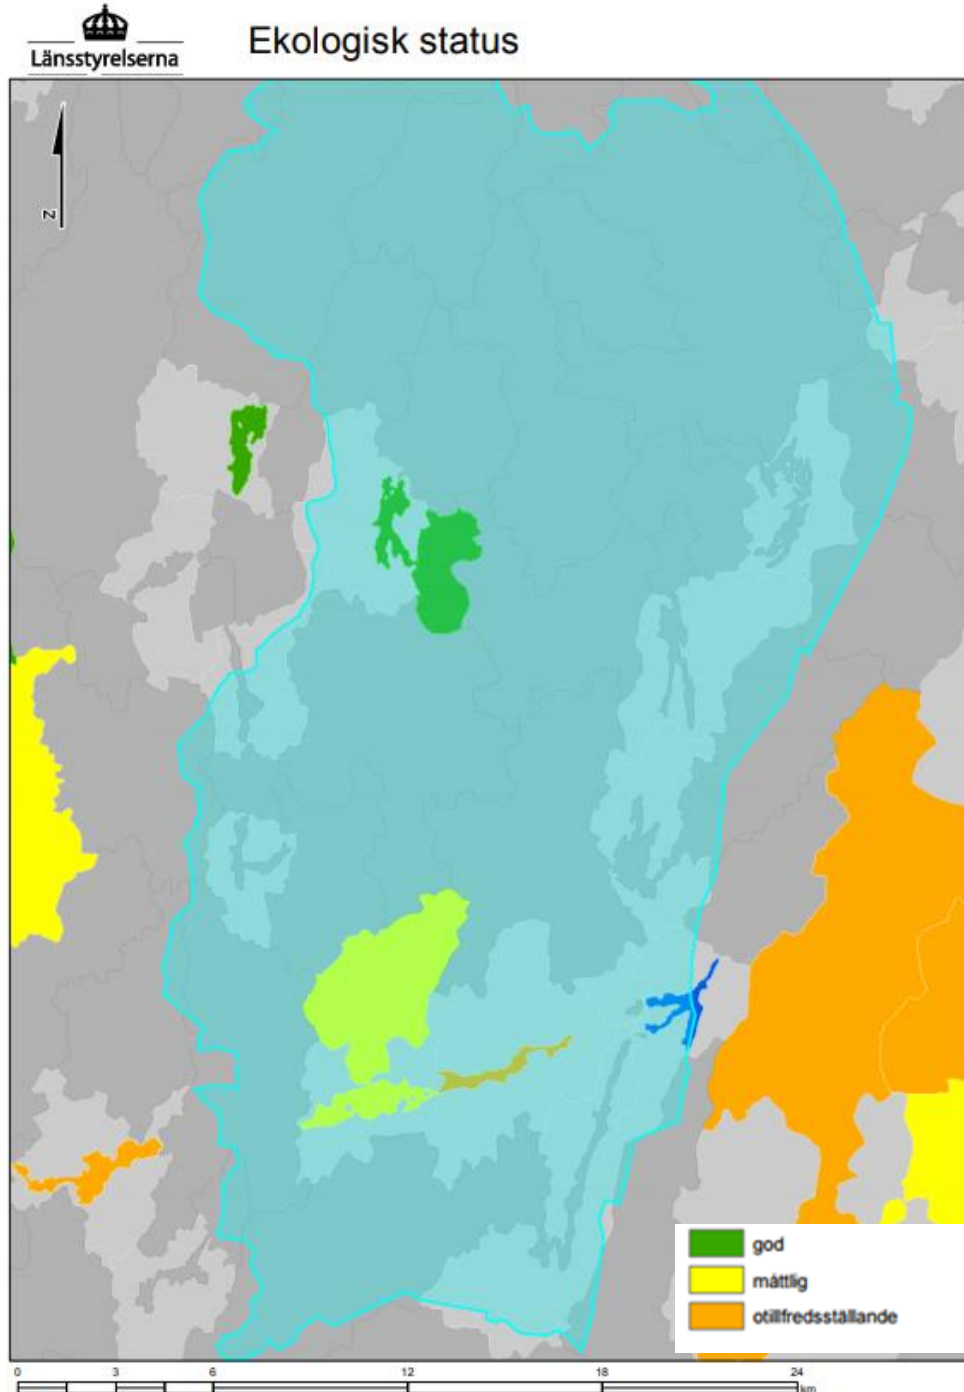 Länsstyrelserna
Ekologisk status
N
god
måttlig
otillfredsställande
0 3 6 12 18 24
km